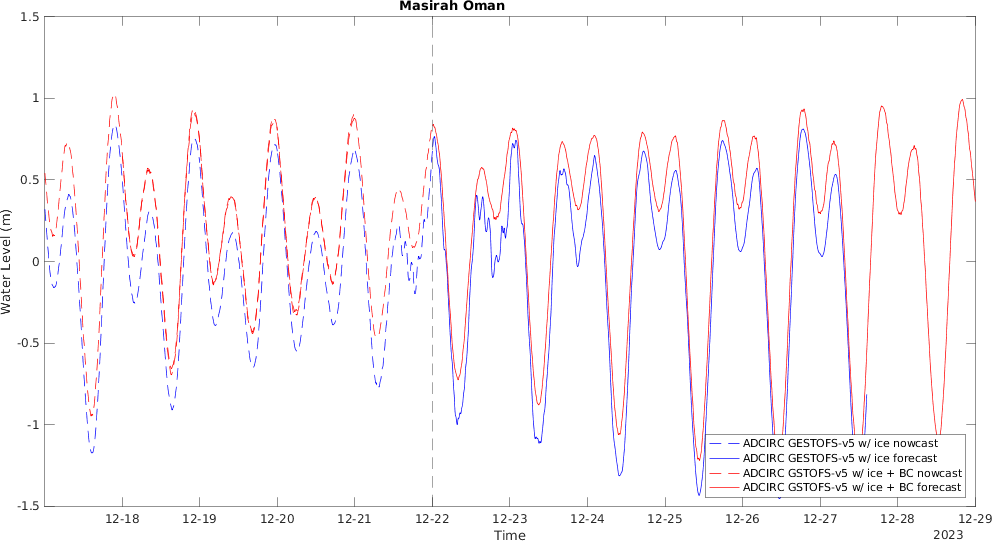 Masirah Oman
1.5
1
0.5
0
-0.5
-1
-1.5
Water Level (m)
12-18
12-19
12-20
12-21
12-22
12-23
12-24
12-25
12-26
12-27
12-28
12-29
Time
2023
ADCIRC GESTOFS-v5 w/ ice nowcast
ADCIRC GESTOFS-v5 w/ ice forecast
ADCIRC GSTOFS-v5 w/ ice + BC nowcast
ADCIRC GSTOFS-v5 w/ ice + BC forecast